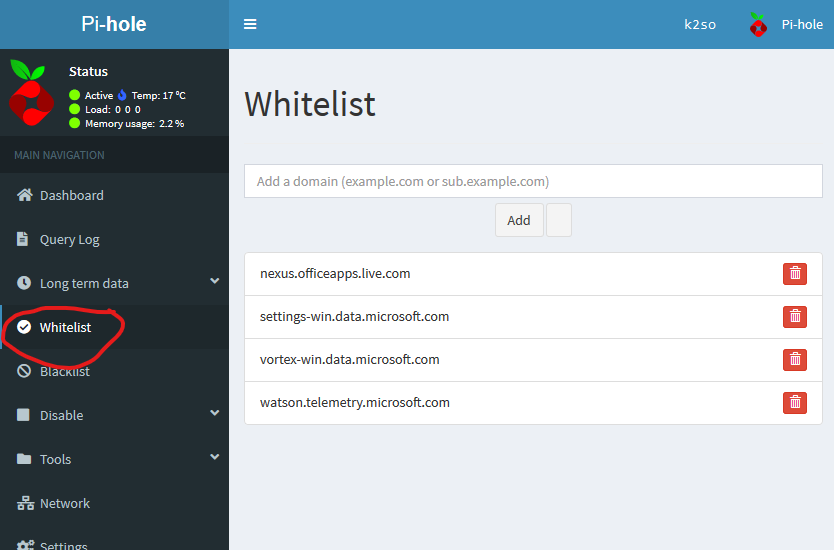 Pi-hole
k2so
Pi-hole
Status
Active Temp: 17 °C
Load: 0 0 0
Memory usage: 2.2 %
MAIN NAVIGATION
Dashboard
Query Log
Long term data
Whitelist
Blacklist
Disable
Tools
Network
Settings
Whitelist
Add a domain (example.com or sub.example.com)
Add
nexus.officeapps.live.com
settings-win.data.microsoft.com
vortex-win.data.microsoft.com
watson.telemetry.microsoft.com